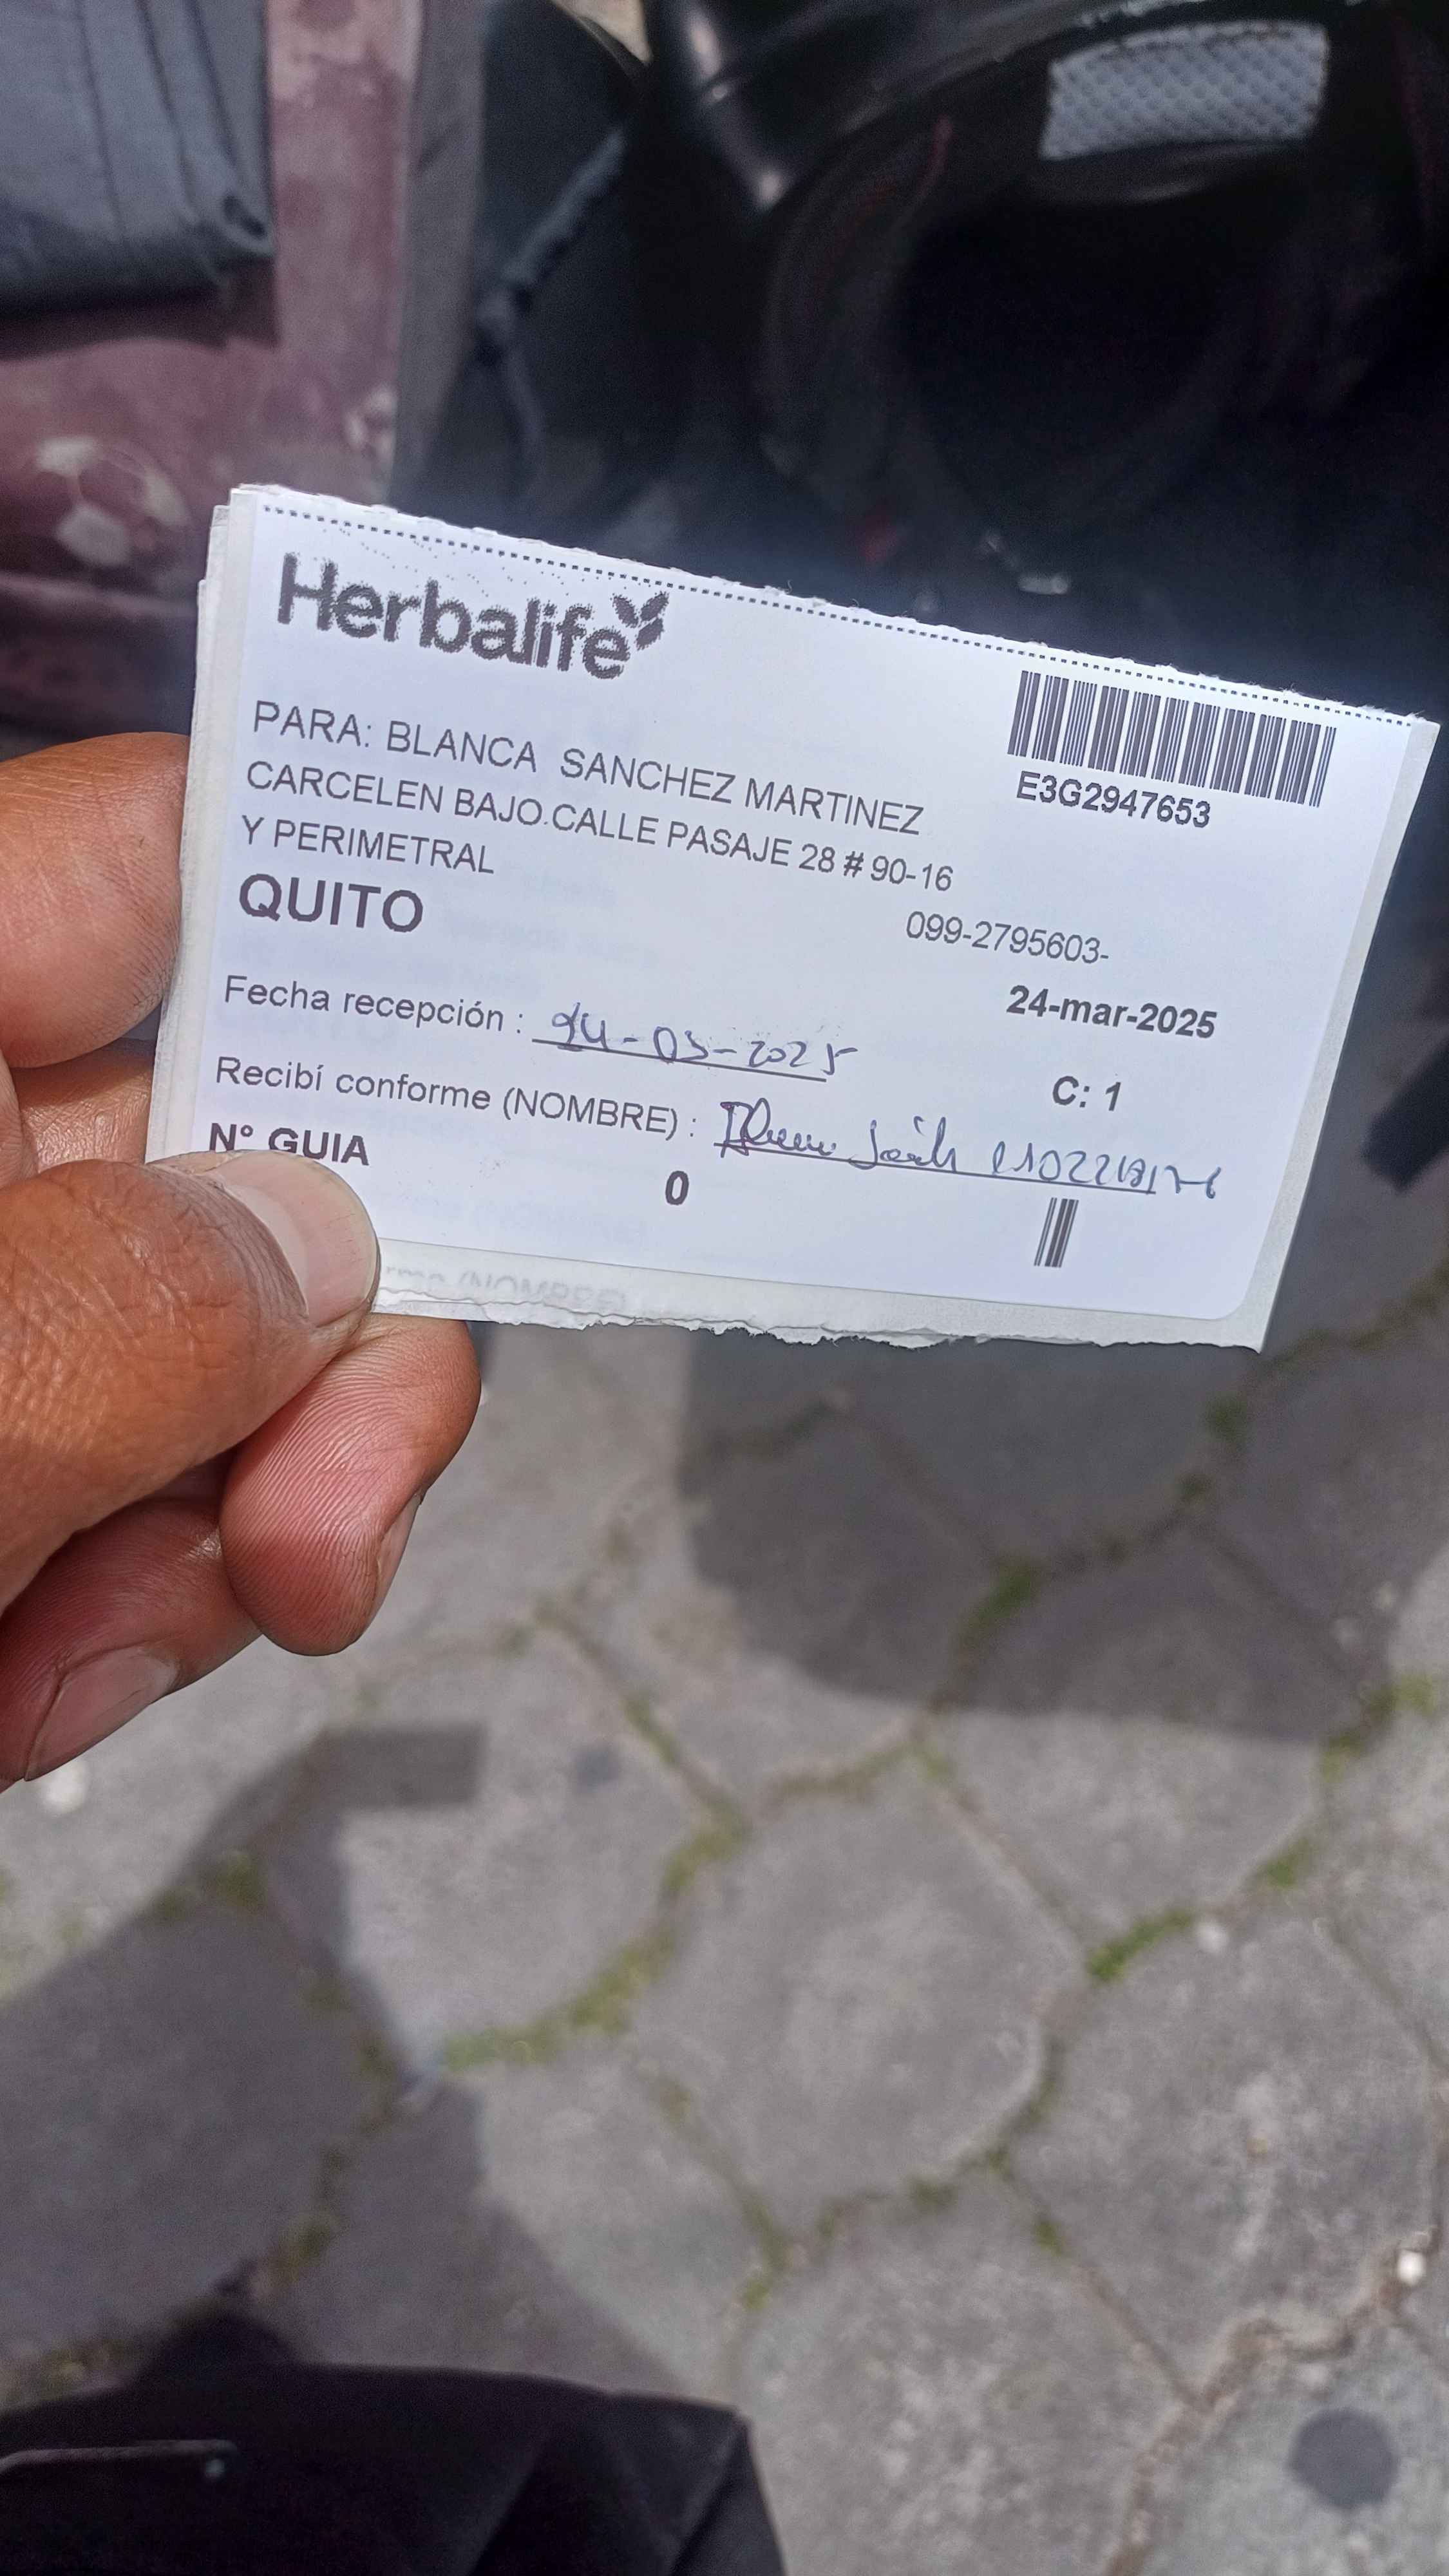 Herbalife
E3G2947653
PARA: BLANCA SANCHEZ MARTINEZ
CARCELEN BAJO.CALLE PASAJE 28 # 90-16
Y PERIMETRAL
QUITO
099-2795603-
24-mar-2025
Fecha recepción : 24-03-2025
C: 1
Recibí conforme (NOMBRE) :
N° GUIA
0
(NOMBRE)